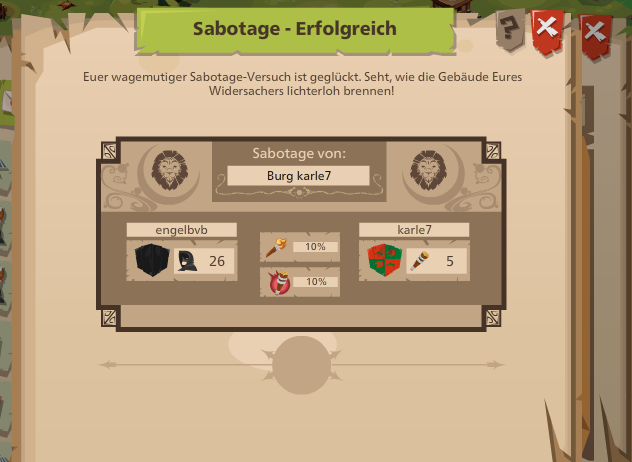 Sabotage - Erfolgreich
?
Euer wagemutiger Sabotage-Versuch ist geglückt. Seht, wie die Gebäude Eures
Widersachers lichterloh brennen!
Sabotage von:
Burg karle7
engelbvb
karle7
10%
26
5
10%